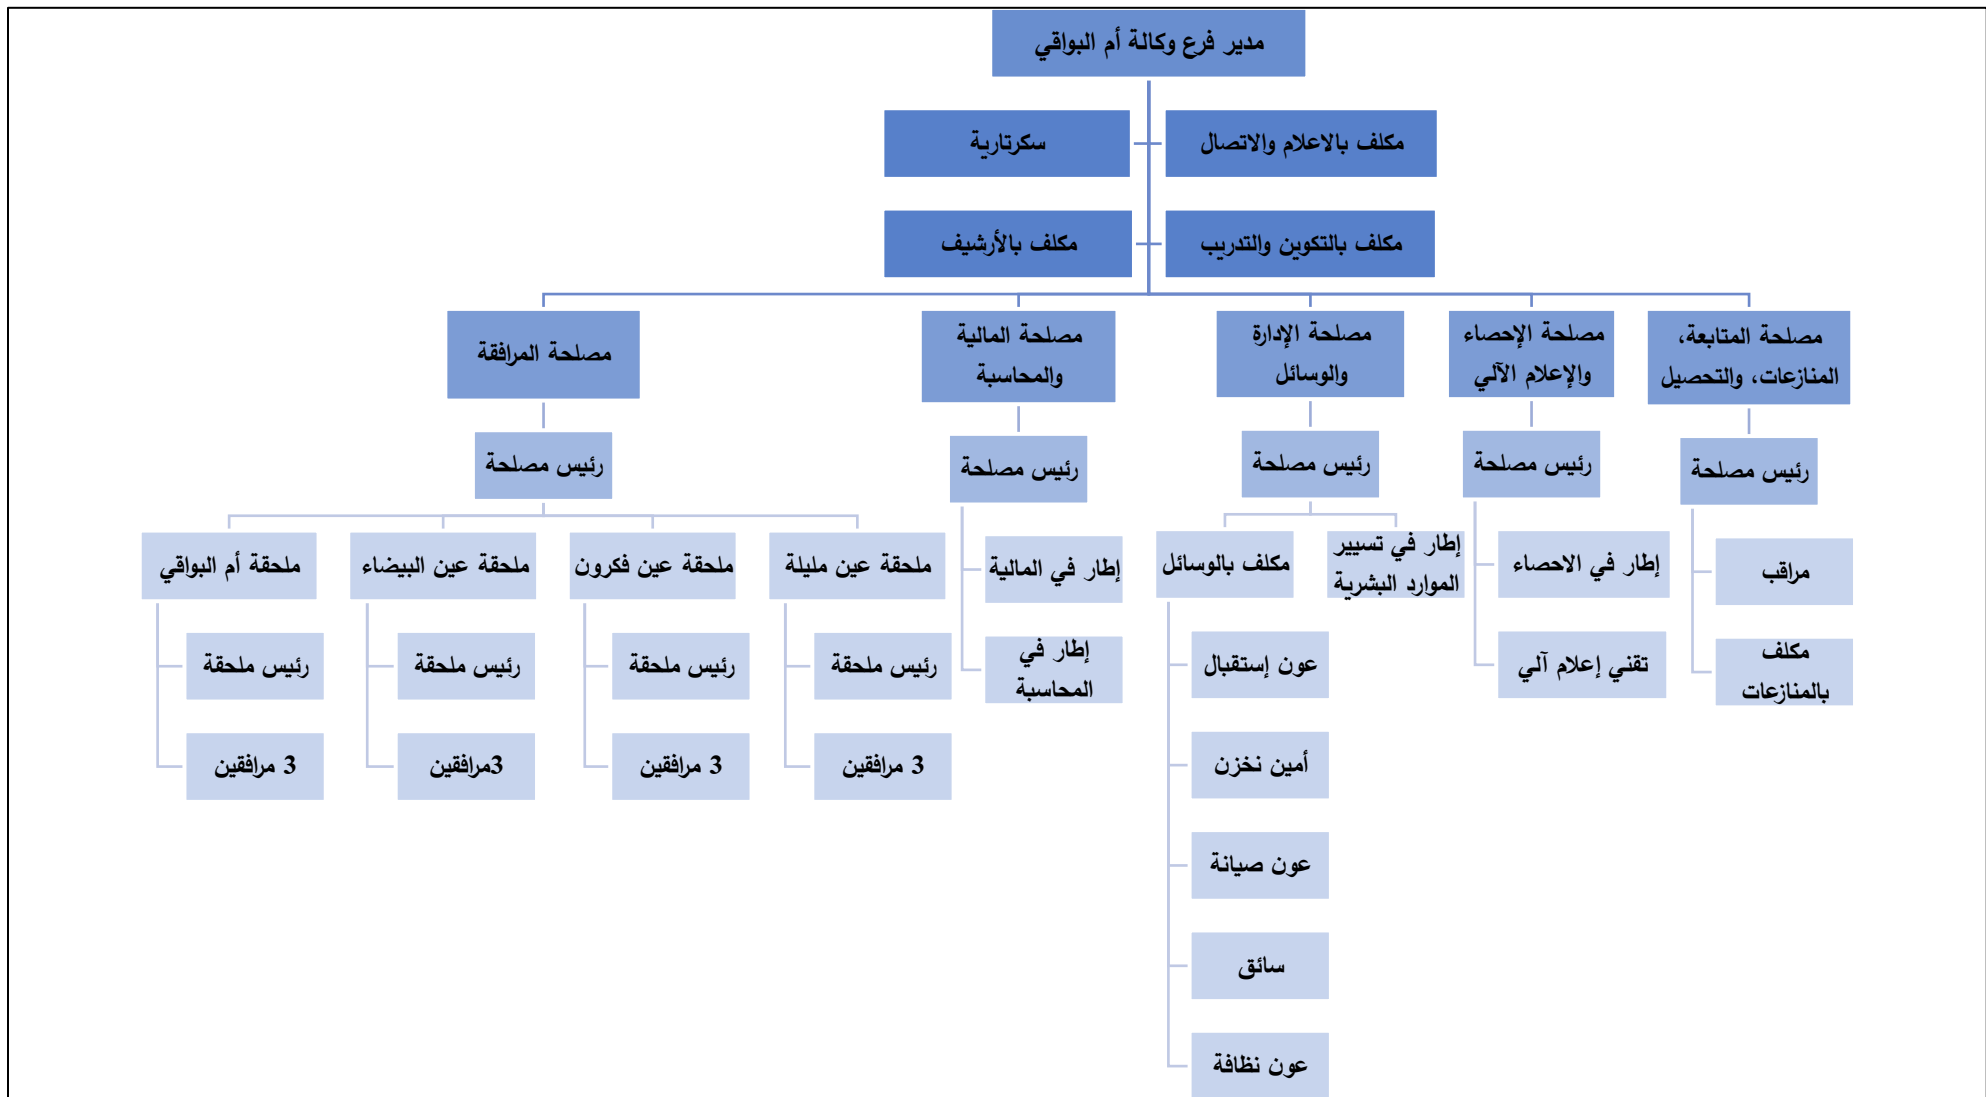 مدير فرع وكالة أم البواقي
مكلف بالاعلام والاتصال
سكرتارية
مكلف بالتكوين والتدريب
مكلف بالأرشيف
مصلحة المتابعة،
المنازعات، والتحصيل
مصلحة الإحصاء
والإعلام الآلي
مصلحة الإدارة
والوسائل
مصلحة المالية
والمحاسبة
مصلحة المرافقة
رئيس مصلحة
رئيس مصلحة
رئيس مصلحة
رئيس مصلحة
رئيس مصلحة
مراقب
مكلف
بالمنازعات
إطار في الاحصاء
تقني إعلام آلي
إطار في تسيير
الموارد البشرية
مكلف بالوسائل
عون إستقبال
أمين نخزن
عون صيانة
سائق
عون نظافة
إطار في المالية
إطار في
المحاسبة
ملحقة عين مليلة
رئيس ملحقة
3 مرافقين
ملحقة عين فكرون
رئيس ملحقة
3 مرافقين
ملحقة عين البيضاء
رئيس ملحقة
3مرافقين
ملحقة أم البواقي
رئيس ملحقة
3 مرافقين